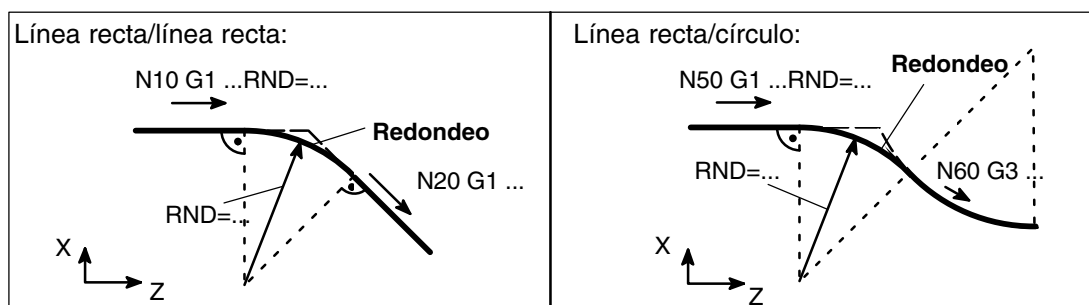 Línea recta/línea recta:
N10 G1 ...RND=...
Redondeo
N20 G1 ...
RND=...
X
Z
Línea recta/círculo:
Redondeo
N50 G1 ...RND=...
RND=...
N60 G3 ...
X
Z